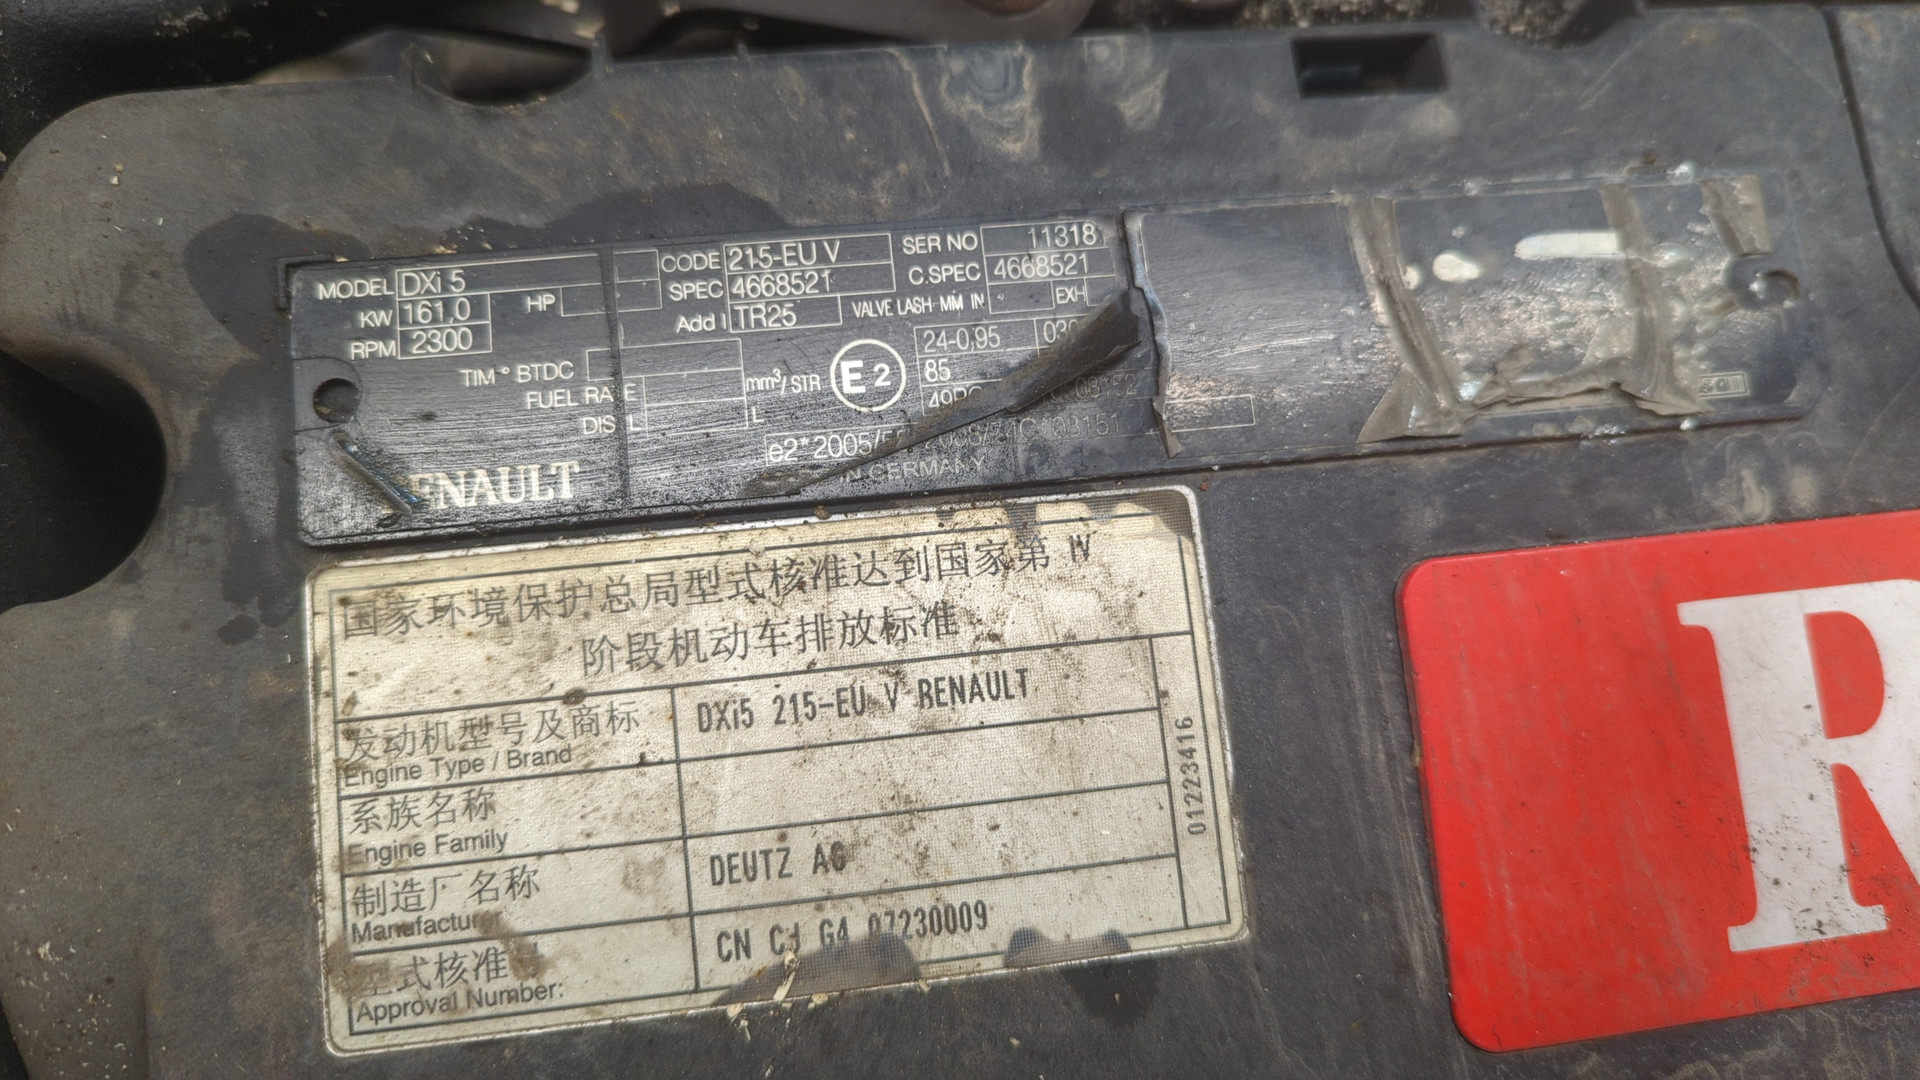 MODEL DXi 5
KW 161,0 HP
RPM 2300
CODE 215-EU V
SPEC 4668521
Add I TR25
SER NO 11318
C.SPEC 4668521
VALVE LASH MM IN EXH
TIM ° BTDC
FUEL RATE mm³/STR
DISPL L
E2
24-0,95
85
e2*2005/
GERMANY
RENAULT
国家环境保护总局型式核准达到国家第 IV
阶段机动车排放标准
发动机型号及商标
Engine Type / Brand
DXi5 215-EU V RENAULT
系族名称
Engine Family
制造厂名称
Manufacturer
DEUTZ AG
型式核准
Approval Number:
CN G4 07230009
01223416
R